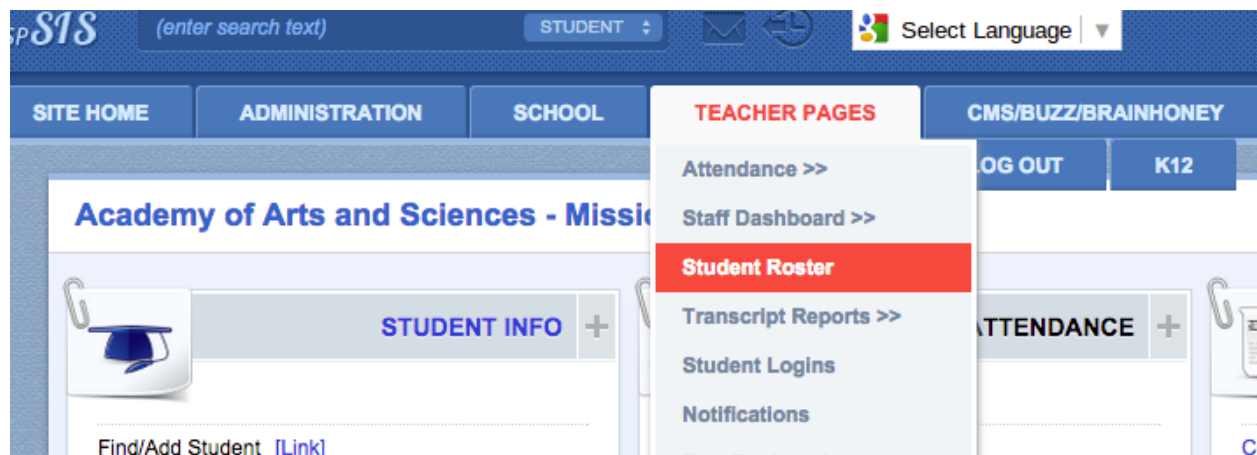 SPSIS (enter search text) STUDENT Select Language
SITE HOME ADMINISTRATION SCHOOL TEACHER PAGES CMS/BUZZ/BRAINHONEY
OG OUT K12
Attendance >>
Academy of Arts and Sciences - Missi
Staff Dashboard >>
Student Roster
STUDENT INFO +
Transcript Reports >>
TTENDANCE +
Student Logins
Notifications
Find/Add Student [Link]